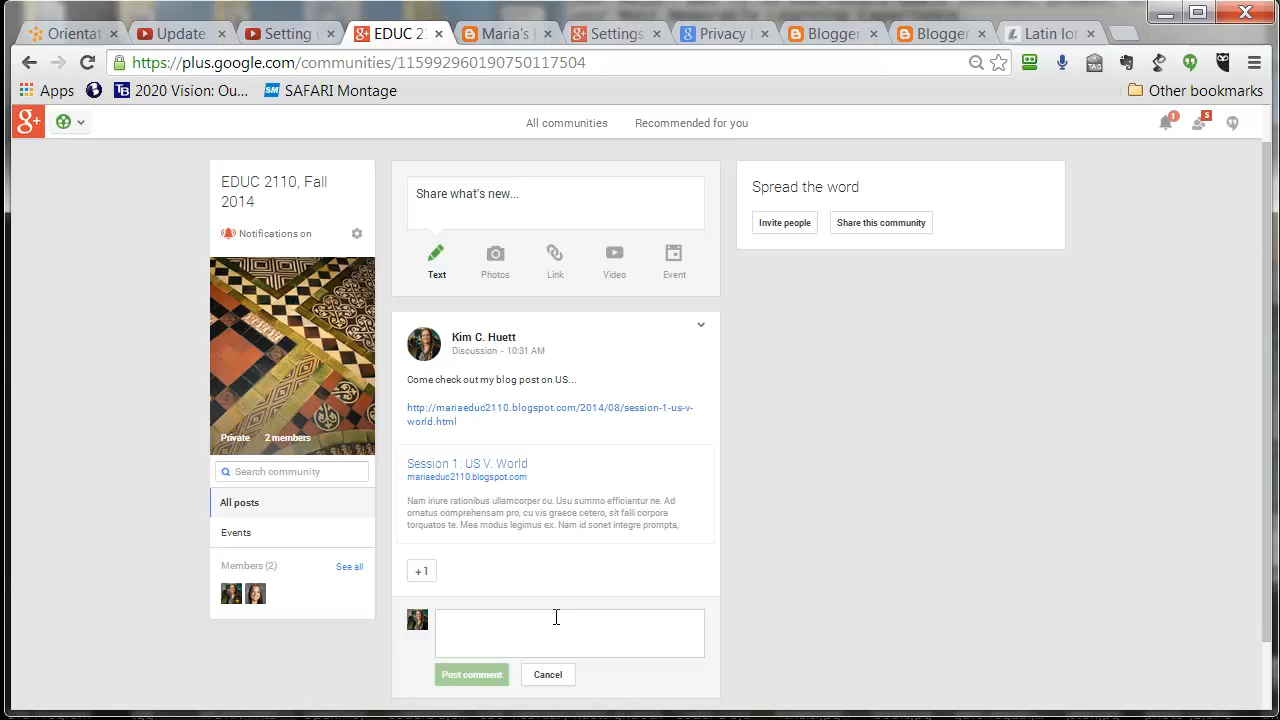 Orientat
Update
Setting
EDUC 2
Maria's
Settings
Privacy
Blogger
Blogger
Latin lor
https://plus.google.com/communities/115992960190750117504
Apps
2020 Vision: Ou...
SAFARI Montage
Other bookmarks
g+
All communities
Recommended for you
1
5
EDUC 2110, Fall
2014
Notifications on
Private 2 members
Search community
All posts
Events
Members (2)
See all
Share what's new...
Text
Photos
Link
Video
Event
Kim C. Huett
Discussion - 10:31 AM
Come check out my blog post on US...
http://mariaeduc2110.blogspot.com/2014/08/session-1-us-v-
world.html
Session 1: US V. World
mariaeduc2110.blogspot.com
Nam iriure rationibus ullamcorper cu. Usu summo efficiantur ne. Ad
ornatus comprehensam pro, cu vis graece cetero, sit falli corpora
torquatos te. Mea modus legimus ex. Nam id sonet integre prompta,
+1
Post comment
Cancel
Spread the word
Invite people
Share this community